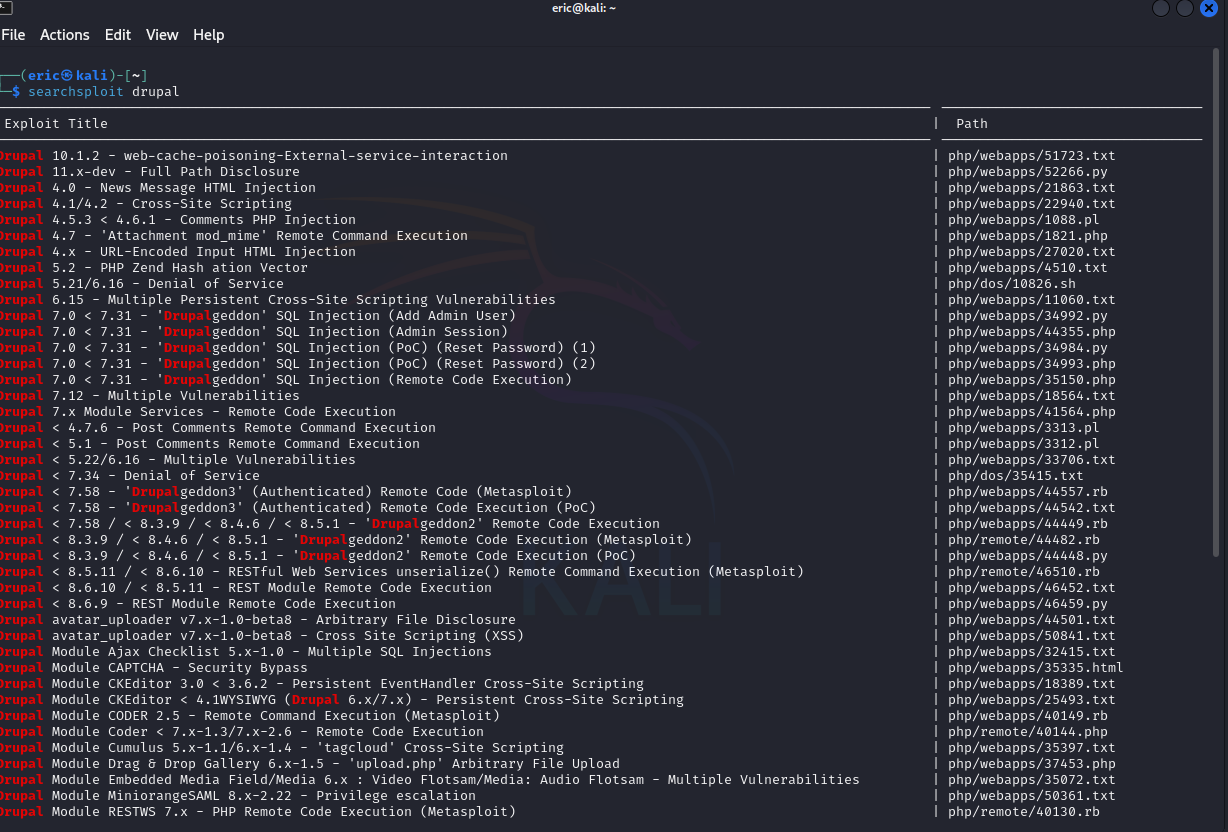 eric@kali: ~
File Actions Edit View Help
┌──(eric㉿kali)-[~]
└─$ searchsploit drupal
Exploit Title | Path
Drupal 10.1.2 - web-cache-poisoning-External-service-interaction | php/webapps/51723.txt
Drupal 11.x-dev - Full Path Disclosure | php/webapps/52266.py
Drupal 4.0 - News Message HTML Injection | php/webapps/21863.txt
Drupal 4.1/4.2 - Cross-Site Scripting | php/webapps/22940.txt
Drupal 4.5.3 < 4.6.1 - Comments PHP Injection | php/webapps/1088.pl
Drupal 4.7 - 'Attachment mod_mime' Remote Command Execution | php/webapps/1821.php
Drupal 4.x - URL-Encoded Input HTML Injection | php/webapps/27020.txt
Drupal 5.2 - PHP Zend Hash ation Vector | php/webapps/4510.txt
Drupal 5.21/6.16 - Denial of Service | php/dos/10826.sh
Drupal 6.15 - Multiple Persistent Cross-Site Scripting Vulnerabilities | php/webapps/11060.txt
Drupal 7.0 < 7.31 - 'Drupalgeddon' SQL Injection (Add Admin User) | php/webapps/34992.py
Drupal 7.0 < 7.31 - 'Drupalgeddon' SQL Injection (Admin Session) | php/webapps/44355.php
Drupal 7.0 < 7.31 - 'Drupalgeddon' SQL Injection (PoC) (Reset Password) (1) | php/webapps/34984.py
Drupal 7.0 < 7.31 - 'Drupalgeddon' SQL Injection (PoC) (Reset Password) (2) | php/webapps/34993.php
Drupal 7.0 < 7.31 - 'Drupalgeddon' SQL Injection (Remote Code Execution) | php/webapps/35150.php
Drupal 7.12 - Multiple Vulnerabilities | php/webapps/18564.txt
Drupal 7.x Module Services - Remote Code Execution | php/webapps/41564.php
Drupal < 4.7.6 - Post Comments Remote Command Execution | php/webapps/3313.pl
Drupal < 5.1 - Post Comments Remote Command Execution | php/webapps/3312.pl
Drupal < 5.22/6.16 - Multiple Vulnerabilities | php/webapps/33706.txt
Drupal < 7.34 - Denial of Service | php/dos/35415.txt
Drupal < 7.58 - 'Drupalgeddon3' (Authenticated) Remote Code (Metasploit) | php/webapps/44557.rb
Drupal < 7.58 - 'Drupalgeddon3' (Authenticated) Remote Code Execution (PoC) | php/webapps/44542.txt
Drupal < 7.58 / < 8.3.9 / < 8.4.6 / < 8.5.1 - 'Drupalgeddon2' Remote Code Execution | php/webapps/44449.rb
Drupal < 8.3.9 / < 8.4.6 / < 8.5.1 - 'Drupalgeddon2' Remote Code Execution (Metasploit) | php/remote/44482.rb
Drupal < 8.3.9 / < 8.4.6 / < 8.5.1 - 'Drupalgeddon2' Remote Code Execution (PoC) | php/webapps/44448.py
Drupal < 8.5.11 / < 8.6.10 - RESTful Web Services unserialize() Remote Command Execution (Metasploit) | php/remote/46510.rb
Drupal < 8.6.10 / < 8.5.11 - REST Module Remote Code Execution | php/webapps/46452.txt
Drupal < 8.6.9 - REST Module Remote Code Execution | php/webapps/46459.py
Drupal avatar_uploader v7.x-1.0-beta8 - Arbitrary File Disclosure | php/webapps/44501.txt
Drupal avatar_uploader v7.x-1.0-beta8 - Cross Site Scripting (XSS) | php/webapps/50841.txt
Drupal Module Ajax Checklist 5.x-1.0 - Multiple SQL Injections | php/webapps/32415.txt
Drupal Module CAPTCHA - Security Bypass | php/webapps/35335.html
Drupal Module CKEditor 3.0 < 3.6.2 - Persistent EventHandler Cross-Site Scripting | php/webapps/18389.txt
Drupal Module CKEditor < 4.1WYSIWYG (Drupal 6.x/7.x) - Persistent Cross-Site Scripting | php/webapps/25493.txt
Drupal Module CODER 2.5 - Remote Command Execution (Metasploit) | php/webapps/40149.rb
Drupal Module Coder < 7.x-1.3/7.x-2.6 - Remote Code Execution | php/remote/40144.php
Drupal Module Cumulus 5.x-1.1/6.x-1.4 - 'tagcloud' Cross-Site Scripting | php/webapps/35397.txt
Drupal Module Drag & Drop Gallery 6.x-1.5 - 'upload.php' Arbitrary File Upload | php/webapps/37453.php
Drupal Module Embedded Media Field/Media 6.x : Video Flotsam/Media: Audio Flotsam - Multiple Vulnerabilities | php/webapps/35072.txt
Drupal Module MiniorangeSAML 8.x-2.22 - Privilege escalation | php/webapps/50361.txt
Drupal Module RESTWS 7.x - PHP Remote Code Execution (Metasploit) | php/remote/40130.rb
KALI